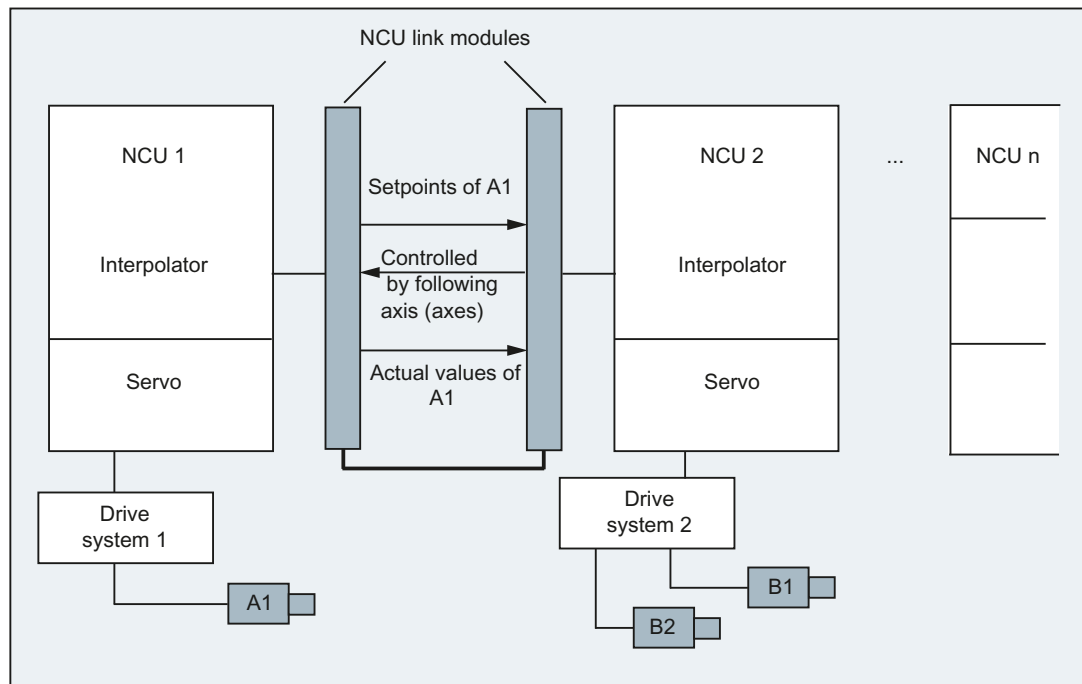 NCU link modules
NCU 1
NCU 2
...
NCU n
Setpoints of A1
Interpolator
Controlled
by following
axis (axes)
Interpolator
Servo
Actual values of
A1
Servo
Drive
system 1
Drive
system 2
A1
B1
B2